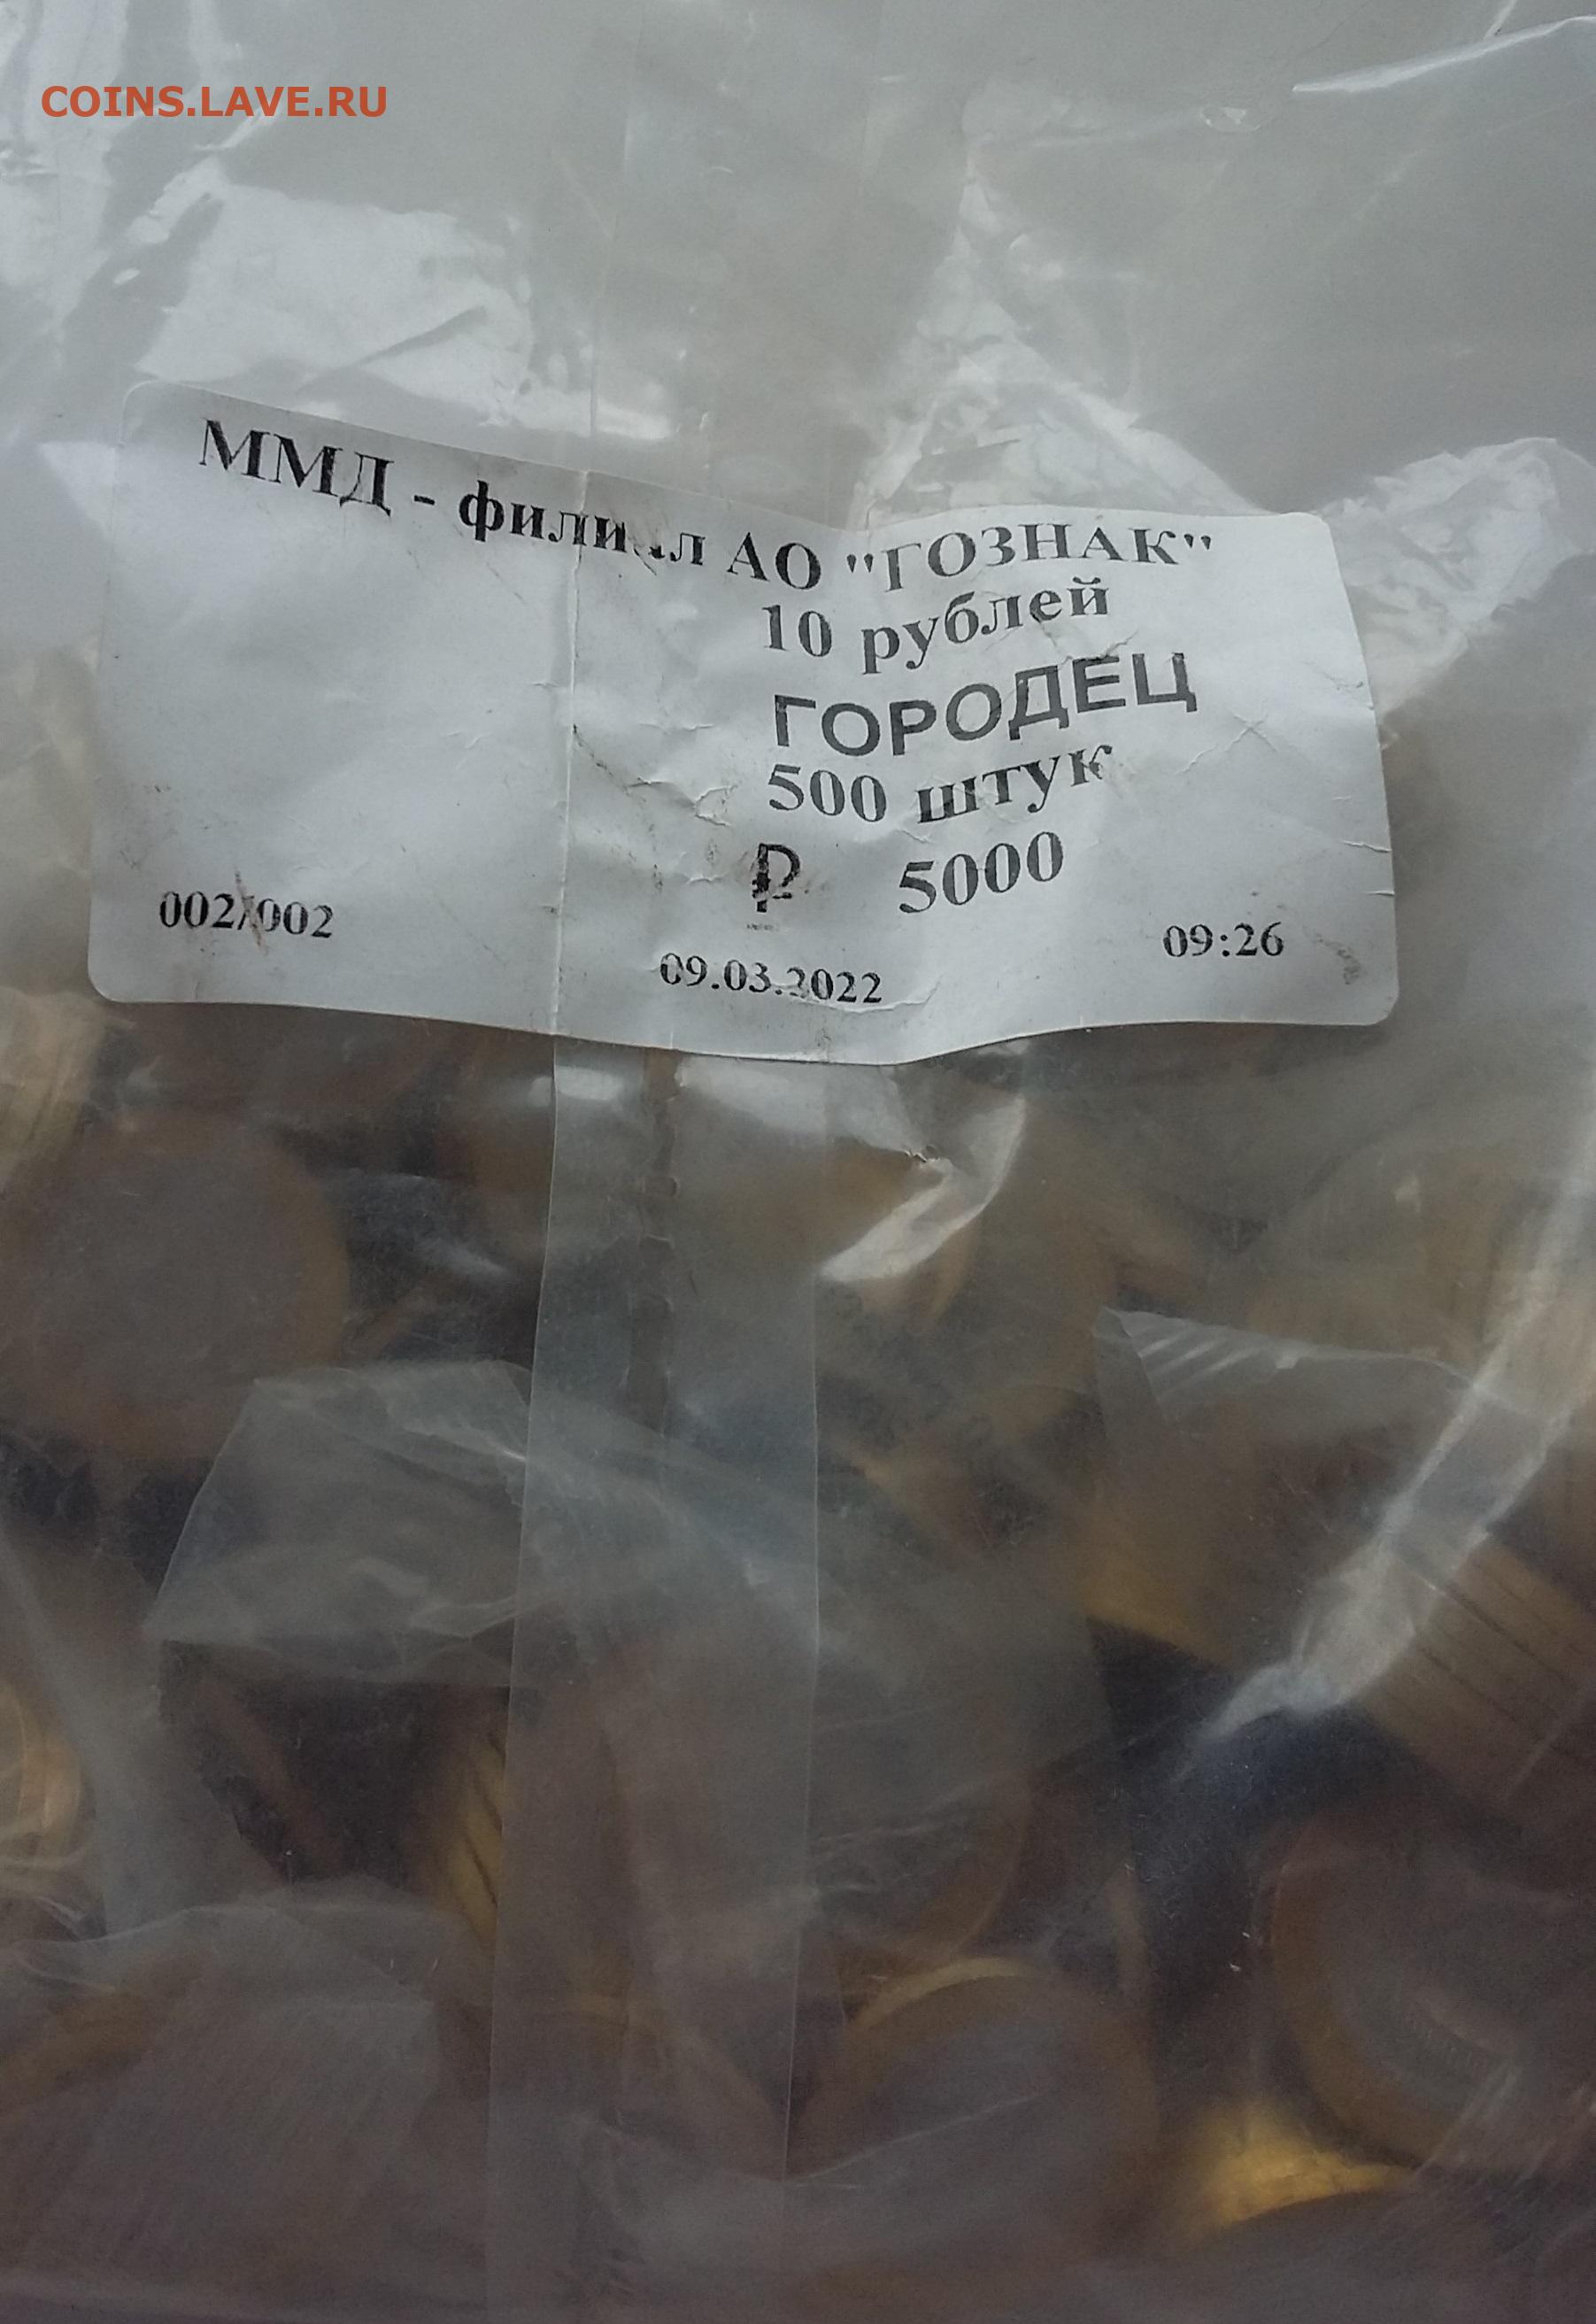 COINS.LAVE.RU
ММД - филиал АО "ГОЗНАК"
10 рублей
ГОРОДЕЦ
500 штук
₽ 5000
002/002 09:26
09.03.2022